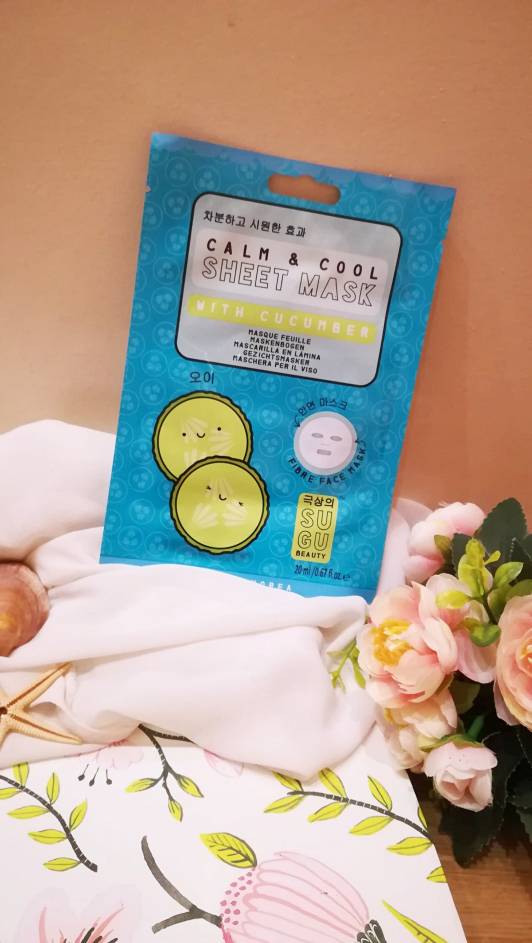 차분하고 시원한 효과
CALM & COOL
SHEET MASK
WITH CUCUMBER
MASQUE FEUILLE
MASKENBOGEN
MASCARILLA EN LÁMINA
GEZICHTSMASKER
MASCHERA PER IL VISO
오이
안면 마스크
FIBRE FACE MASK
극상의
SU
GU
BEAUTY
20 ml/0.67 fl.oz. e
KOREA